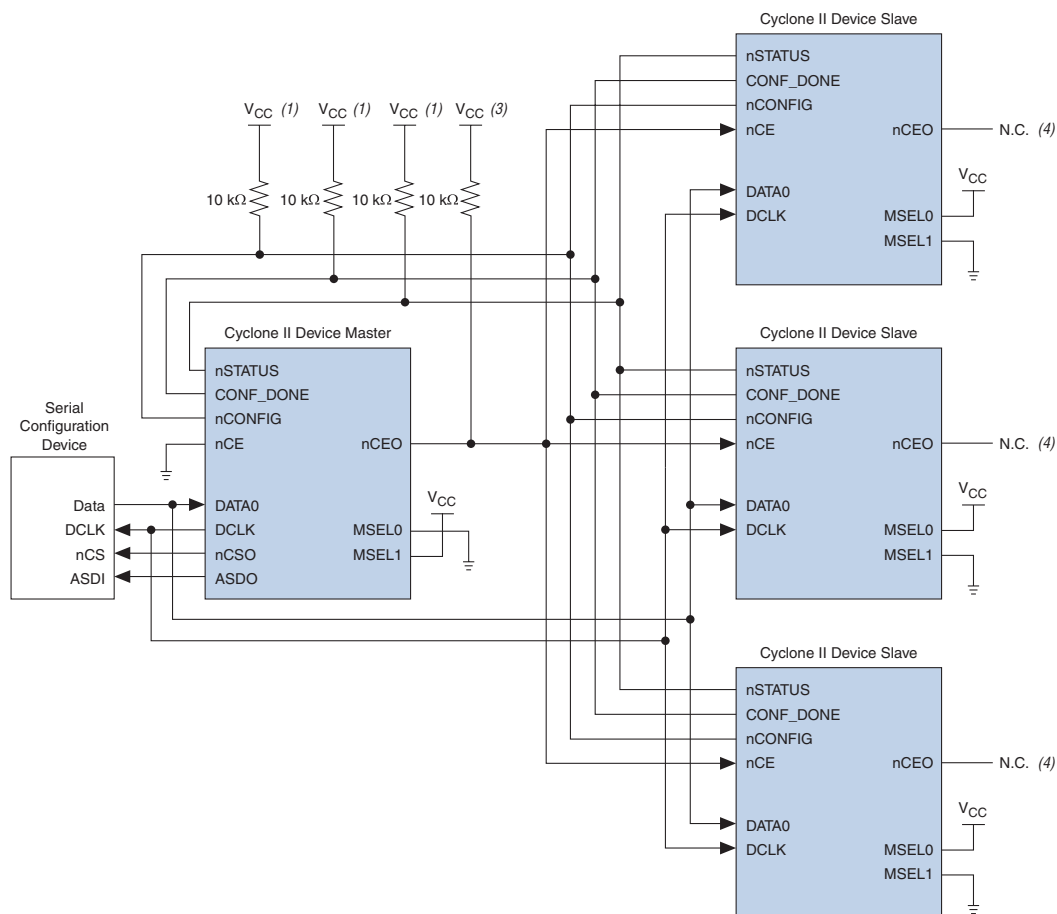 Cyclone II Device Slave
nSTATUS
CONF_DONE
nCONFIG
nCE
nCEO
N.C. (4)
DATA0
DCLK
VCC
MSEL0
MSEL1
VCC (1) VCC (1) VCC (1) VCC (3)
10 kΩ 10 kΩ 10 kΩ 10 kΩ
Cyclone II Device Master
nSTATUS
CONF_DONE
nCONFIG
nCE
nCEO
DATA0
DCLK
nCSO
ASDO
VCC
MSEL0
MSEL1
Serial
Configuration
Device
Data
DCLK
nCS
ASDI
Cyclone II Device Slave
nSTATUS
CONF_DONE
nCONFIG
nCE
nCEO
N.C. (4)
DATA0
DCLK
VCC
MSEL0
MSEL1
Cyclone II Device Slave
nSTATUS
CONF_DONE
nCONFIG
nCE
nCEO
N.C. (4)
DATA0
DCLK
VCC
MSEL0
MSEL1